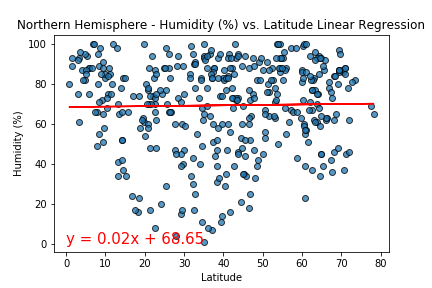 Northern Hemisphere - Humidity (%) vs. Latitude Linear Regression
100
80
60
40
20
0
Humidity (%)
y = 0.02x + 68.65
0 10 20 30 40 50 60 70 80
Latitude